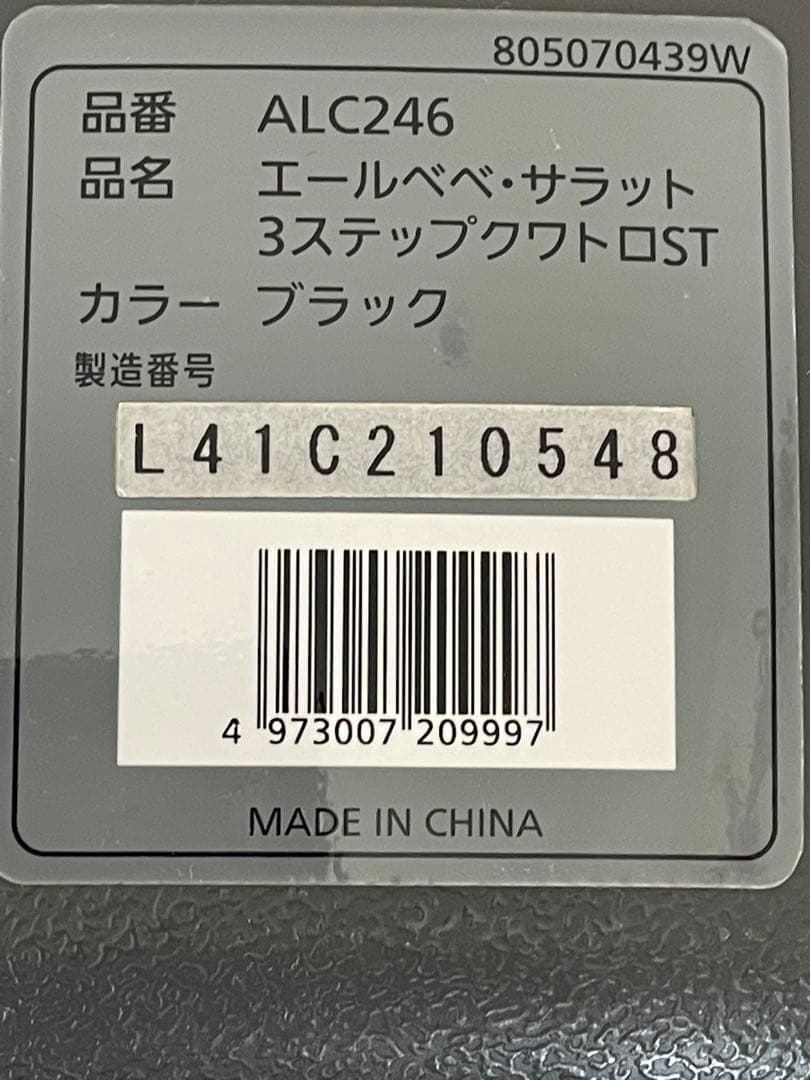 805070439W
品番 ALC246
品名 エールベベ・サラット
3ステップクワトロST
カラー ブラック
製造番号
L41C210548
4 973007 209997
MADE IN CHINA